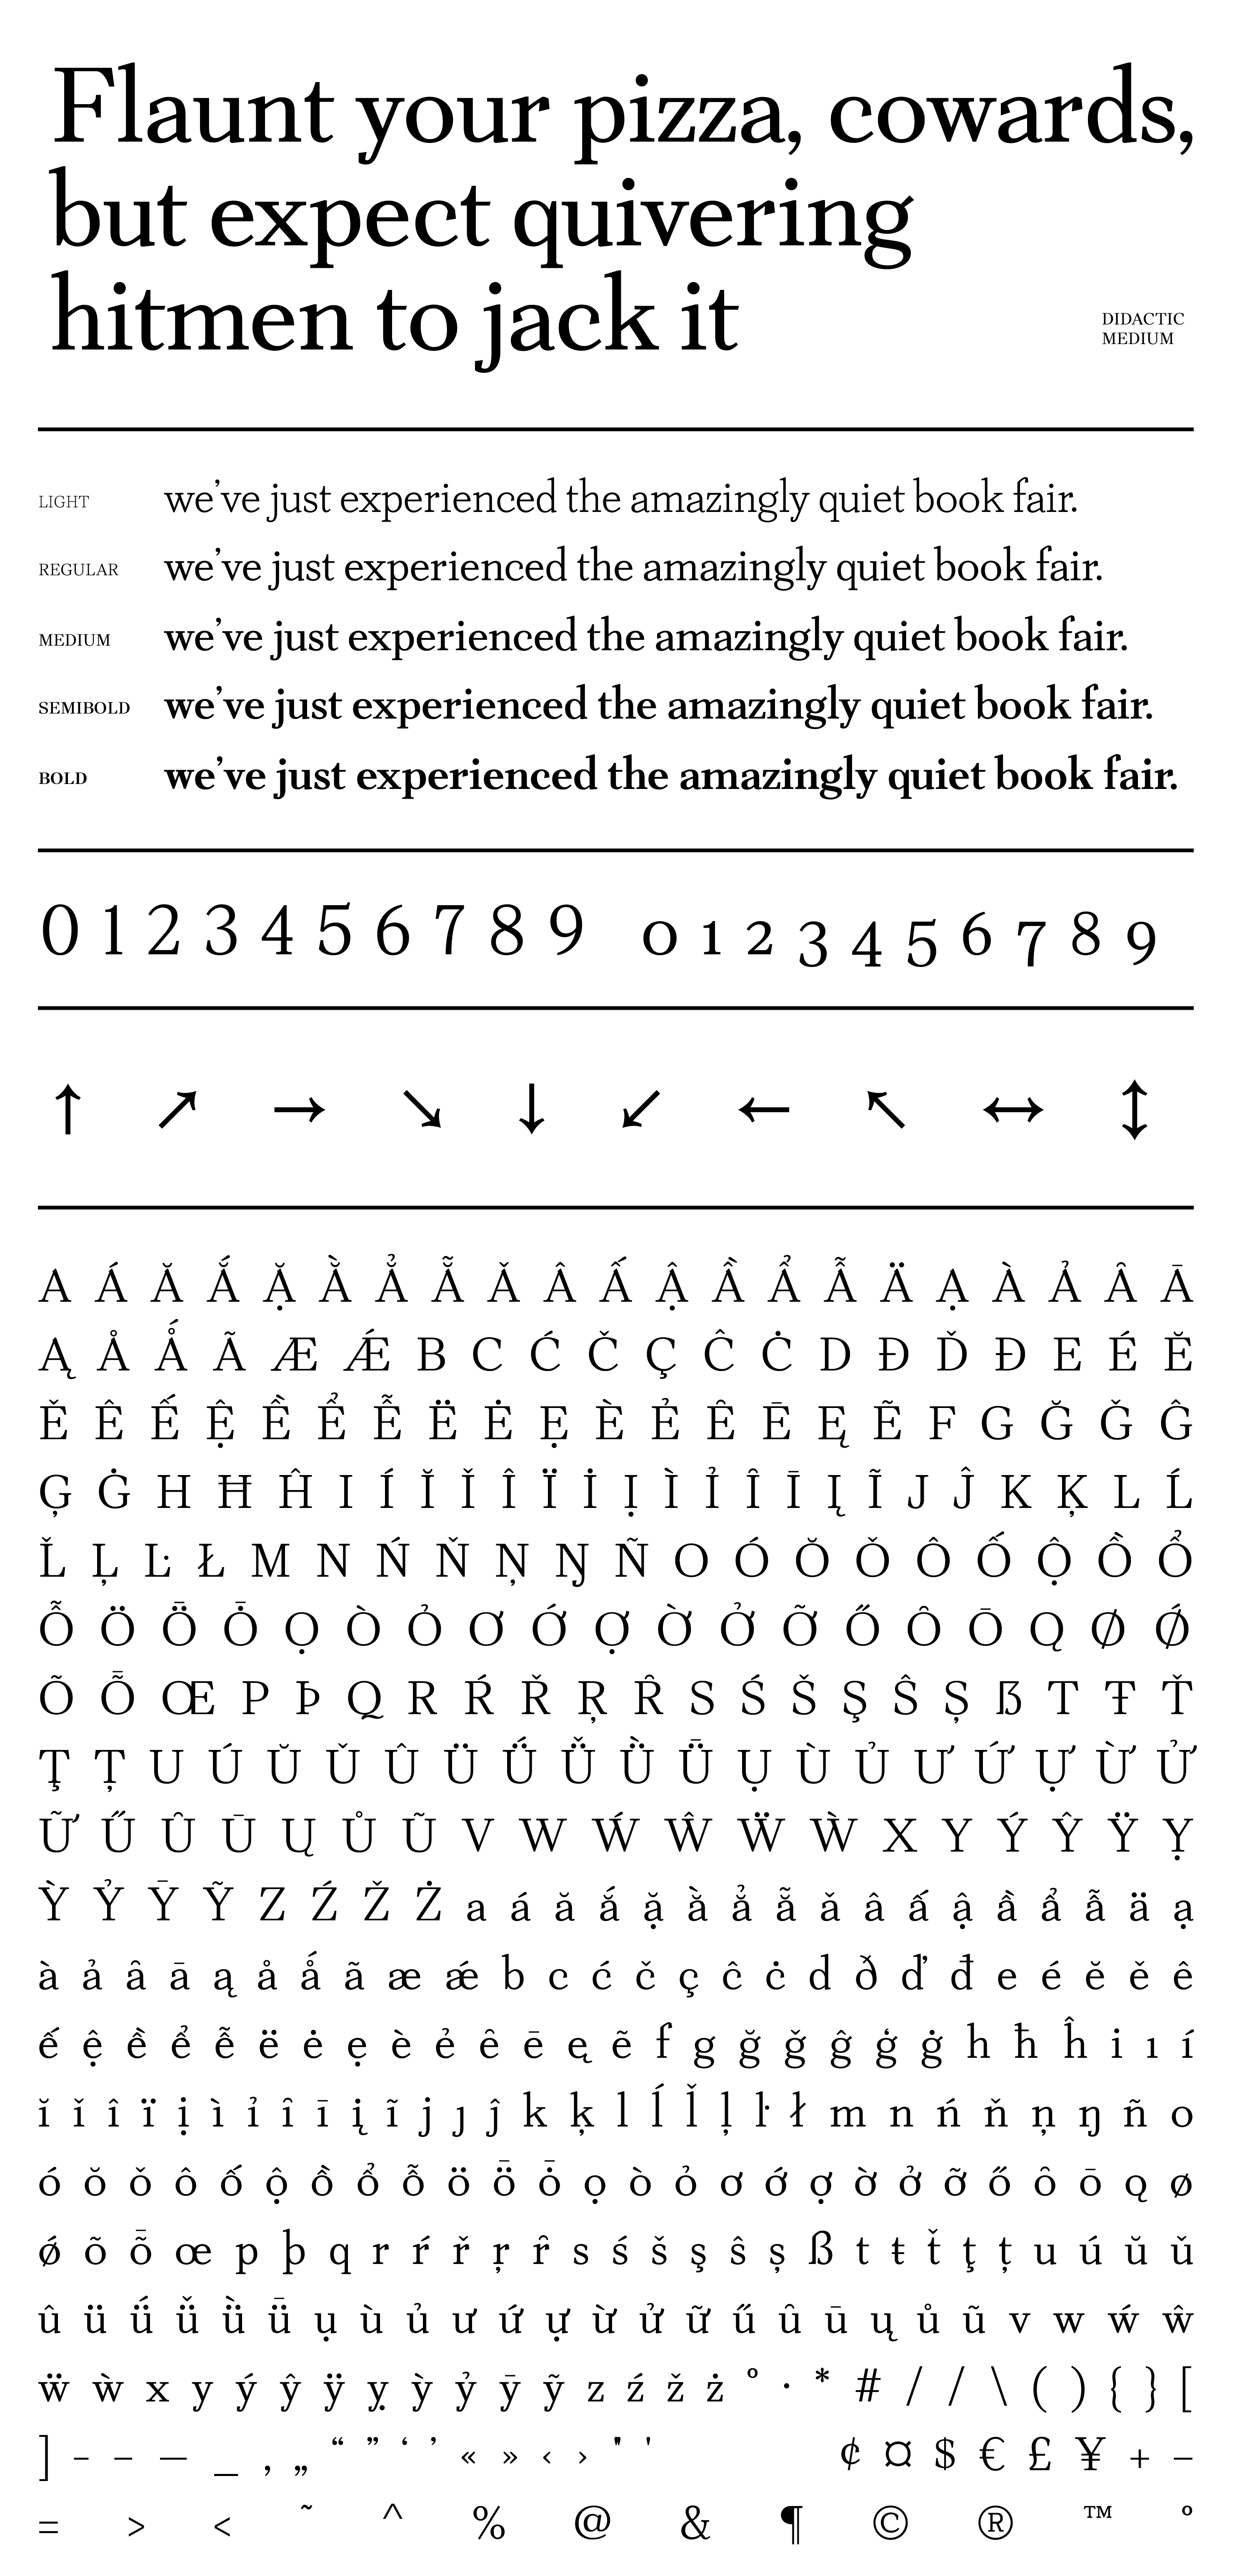 Flaunt your pizza, cowards,
but expect quivering
hitmen to jack it
DIDACTIC
MEDIUM
LIGHT we’ve just experienced the amazingly quiet book fair.
REGULAR we’ve just experienced the amazingly quiet book fair.
MEDIUM we’ve just experienced the amazingly quiet book fair.
SEMIBOLD we’ve just experienced the amazingly quiet book fair.
BOLD we’ve just experienced the amazingly quiet book fair.
0 1 2 3 4 5 6 7 8 9 0 1 2 3 4 5 6 7 8 9
↑ ↗ → ↘ ↓ ↙ ← ↖ ↔ ↕
A Á Ă Ắ Ặ Ằ Ẳ Ẵ Ǎ Â Ấ Ậ Ầ Ẩ Ẫ Ä Ạ À Ả Ȃ Ā
Ą Å Ǻ Ã Æ Ǽ B C Ć Č Ç Ĉ Ċ D Ð Ď Đ E É Ĕ
Ě Ê Ế Ệ Ề Ể Ễ Ë Ė Ẹ È Ẻ Ȇ Ē Ę Ẽ F G Ğ Ǧ Ĝ
Ģ Ġ H Ħ Ĥ I Í Ĭ Ǐ Î Ï İ Ị Ì Ỉ Ȋ Ī Į Ĩ J Ĵ K Ķ L Ĺ
Ľ Ļ Ŀ Ł M N Ń Ň Ņ Ŋ Ñ O Ó Ŏ Ǒ Ô Ố Ộ Ồ Ổ
Ỗ Ö Ȫ Ȱ Ọ Ò Ỏ Ơ Ớ Ợ Ờ Ở Ỡ Ő Ȏ Ō Ǫ Ø Ǿ
Õ Ȭ Œ P Þ Q R Ŕ Ř Ŗ Ȓ S Ś Š Ş Ŝ Ș ẞ T Ŧ Ť
Ţ Ț U Ú Ŭ Ǔ Û Ü Ǘ Ǚ Ǜ Ǖ Ụ Ù Ủ Ư Ứ Ự Ừ Ử
Ữ Ű Ȗ Ū Ų Ů Ũ V W Ẃ Ŵ Ẅ Ẁ X Y Ý Ŷ Ÿ Ỵ
Ỳ Ỷ Ȳ Ỹ Z Ź Ž Ż a á ă ắ ặ ằ ẳ ẵ ǎ â ấ ậ ầ ẩ ẫ ä ạ
à ả ȃ ā ą å ǻ ã æ ǽ b c ć č ç ĉ ċ d ð ď đ e é ĕ ě ê
ế ệ ề ể ễ ë ė ẹ è ẻ ȇ ē ę ẽ f g ğ ǧ ĝ ģ ġ h ħ ĥ i ı í
ĭ ǐ î ï ị ì ỉ ȋ ī į ĩ j ȷ ĵ k ķ l ĺ ľ ļ ŀ ł m n ń ň ņ ŋ ñ o
ó ŏ ǒ ô ố ộ ồ ổ ỗ ö ȫ ȱ ọ ò ỏ ơ ớ ợ ờ ở ỡ ő ȏ ō ǫ ø
ǿ õ ȭ œ p þ q r ŕ ř ŗ ȓ s ś š ş ŝ ș ß t ŧ ť ţ ț u ú ŭ ǔ
û ü ǘ ǚ ǜ ǖ ụ ù ủ ư ứ ự ừ ử ữ ű ȗ ū ų ů ũ v w ẃ ŵ
ẅ ẁ x y ý ŷ ÿ ỵ ỳ ỷ ȳ ỹ z ź ž ż ° · * # / / \ ( ) { } [
] - – — _ ‚ „ “ ” ‘ ’ « » ‹ › " ' ¢ ¤ $ € £ ¥ + −
= > < ˜ ^ % @ & ¶ © ® ™ °